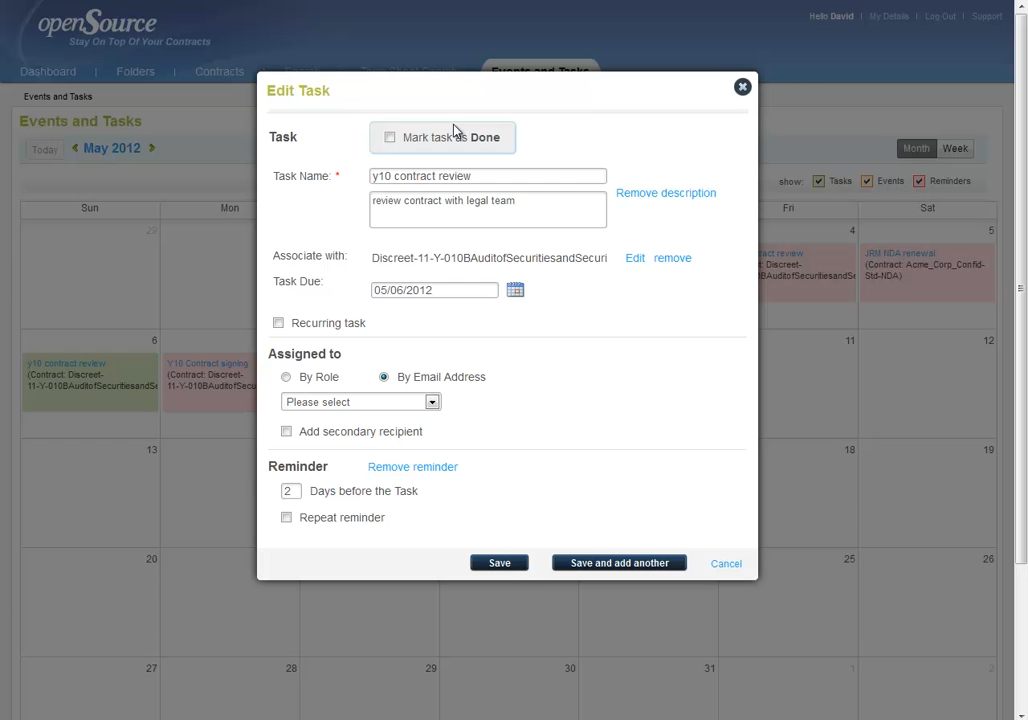 openSource
Stay On Top Of Your Contracts
Hello David | My Details | Log Out | Support
Dashboard | Folders | Contracts
Events and Tasks
Events and Tasks
Events and Tasks
Today May 2012
Month Week
show: Tasks Events Reminders
Sun Mon Fri Sat
29 4 5
ract review
(Contract: Discreet-
11-Y-010BAuditofSecuritiesandSe
JRM NDA renewal
(Contract: Acme_Corp_Confid-
Std-NDA)
6 11 12
y10 contract review
(Contract: Discreet-
11-Y-010BAuditofSecuritiesandSe
Y10 Contract signing
(Contract: Discreet-
11-Y-010BAuditofSecu
13 18 19
20 25 26
27 28 29 30 31 1 2
Edit Task
Task
Mark task as Done
Task Name: *
y10 contract review
review contract with legal team
Remove description
Associate with:
Discreet-11-Y-010BAuditofSecuritiesandSecuri
Edit remove
Task Due:
05/06/2012
Recurring task
Assigned to
By Role By Email Address
Please select
Add secondary recipient
Reminder Remove reminder
2 Days before the Task
Repeat reminder
Save Save and add another Cancel